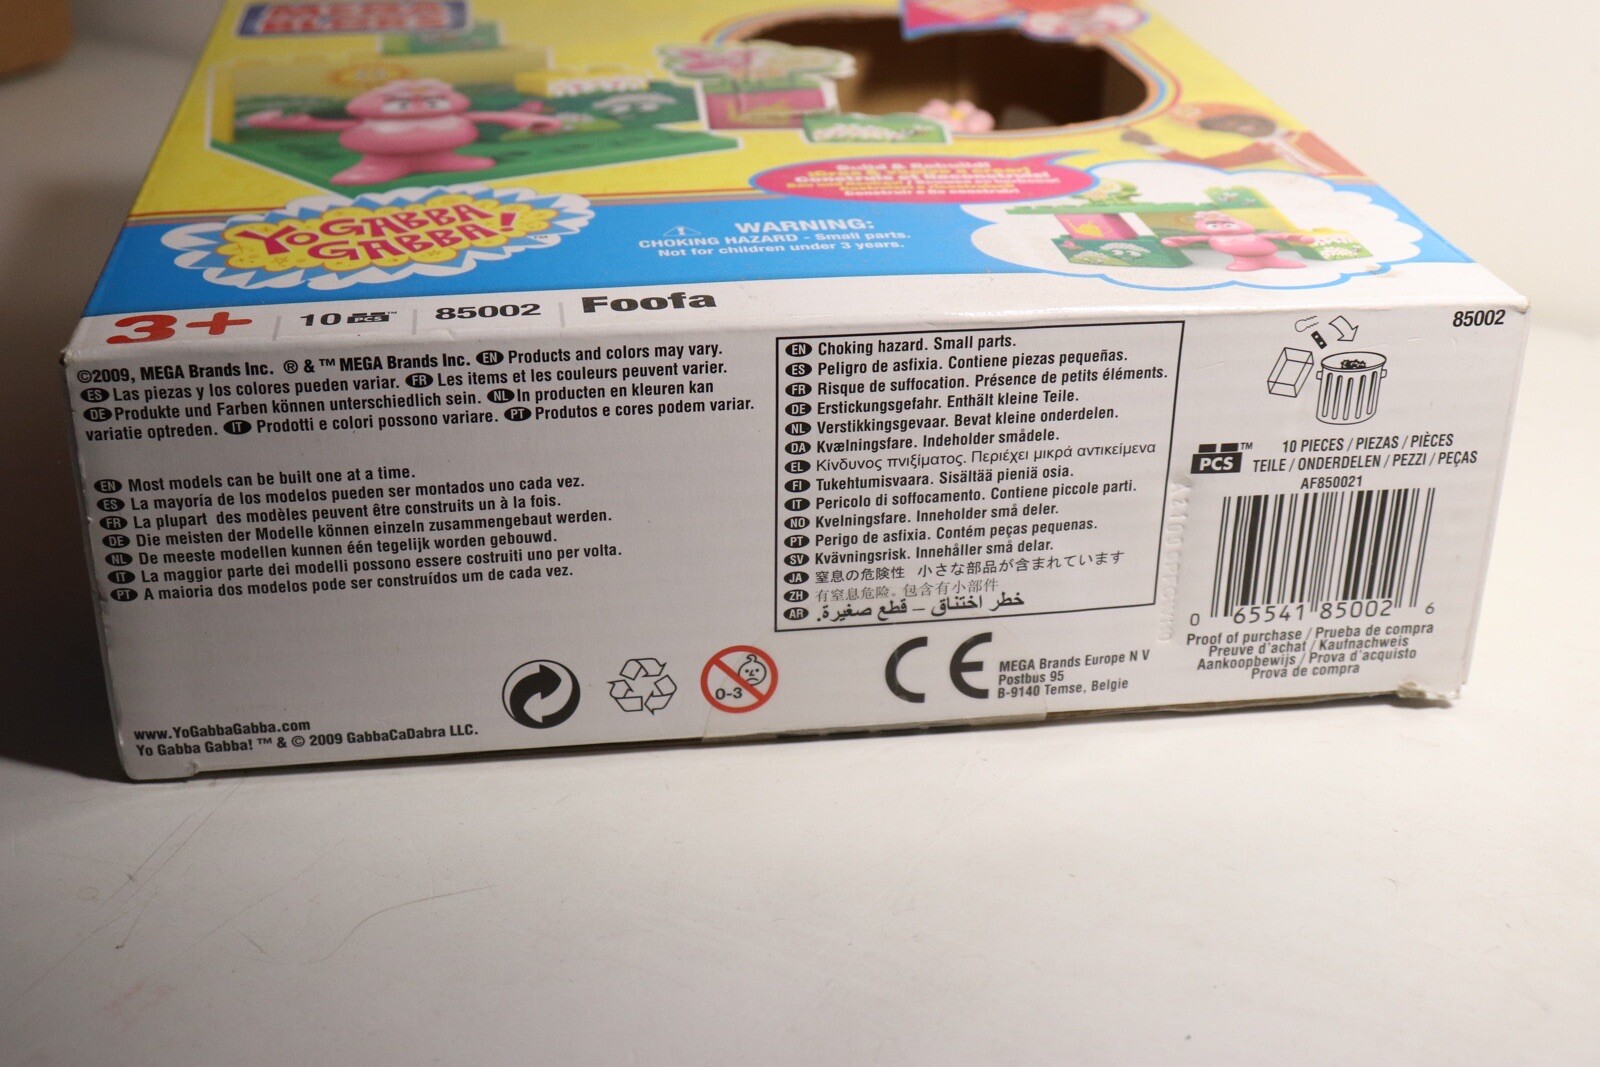 MEGA
BLOKS
Build & Rebuild!
Construis et Reconstruis!
YO GABBA
GABBA!
WARNING:
CHOKING HAZARD - Small parts.
Not for children under 3 years.
3+ 10 PCS™ 85002 Foofa
85002
©2009, MEGA Brands Inc. ® & ™ MEGA Brands Inc. EN Products and colors may vary.
ES Las piezas y los colores pueden variar. FR Les items et les couleurs peuvent varier.
DE Produkte und Farben können unterschiedlich sein. NL In producten en kleuren kan
variatie optreden. IT Prodotti e colori possono variare. PT Produtos e cores podem variar.
EN Most models can be built one at a time.
ES La mayoría de los modelos pueden ser montados uno cada vez.
FR La plupart des modèles peuvent être construits un à la fois.
DE Die meisten der Modelle können einzeln zusammengebaut werden.
NL De meeste modellen kunnen één tegelijk worden gebouwd.
IT La maggior parte dei modelli possono essere costruiti uno per volta.
PT A maioria dos modelos pode ser construídos um de cada vez.
www.YoGabbaGabba.com
Yo Gabba Gabba! ™ & © 2009 GabbaCaDabra LLC.
EN Choking hazard. Small parts.
ES Peligro de asfixia. Contiene piezas pequeñas.
FR Risque de suffocation. Présence de petits éléments.
DE Erstickungsgefahr. Enthält kleine Teile.
NL Verstikkingsgevaar. Bevat kleine onderdelen.
DA Kvælningsfare. Indeholder smådele.
EL Κίνδυνος πνιξίματος. Περιέχει μικρά αντικείμενα
FI Tukehtumisvaara. Sisältää pieniä osia.
IT Pericolo di soffocamento. Contiene piccole parti.
NO Kvelningsfare. Inneholder små deler.
PT Perigo de asfixia. Contém peças pequenas.
SV Kvävningsrisk. Innehåller små delar.
JA 窒息の危険性 小さな部品が含まれています
ZH 有窒息危险。包含有小部件
AR خطر اختناق – قطع صغيرة.
0-3
CE
MEGA Brands Europe N V
Postbus 95
B-9140 Temse, Belgie
PCS™
10 PIECES / PIEZAS / PIÈCES
TEILE / ONDERDELEN / PEZZI / PEÇAS
AF850021
0 65541 85002 6
Proof of purchase / Prueba de compra
Preuve d'achat / Kaufnachweis
Aankoopbewijs / Prova d'acquisto
Prova de compra